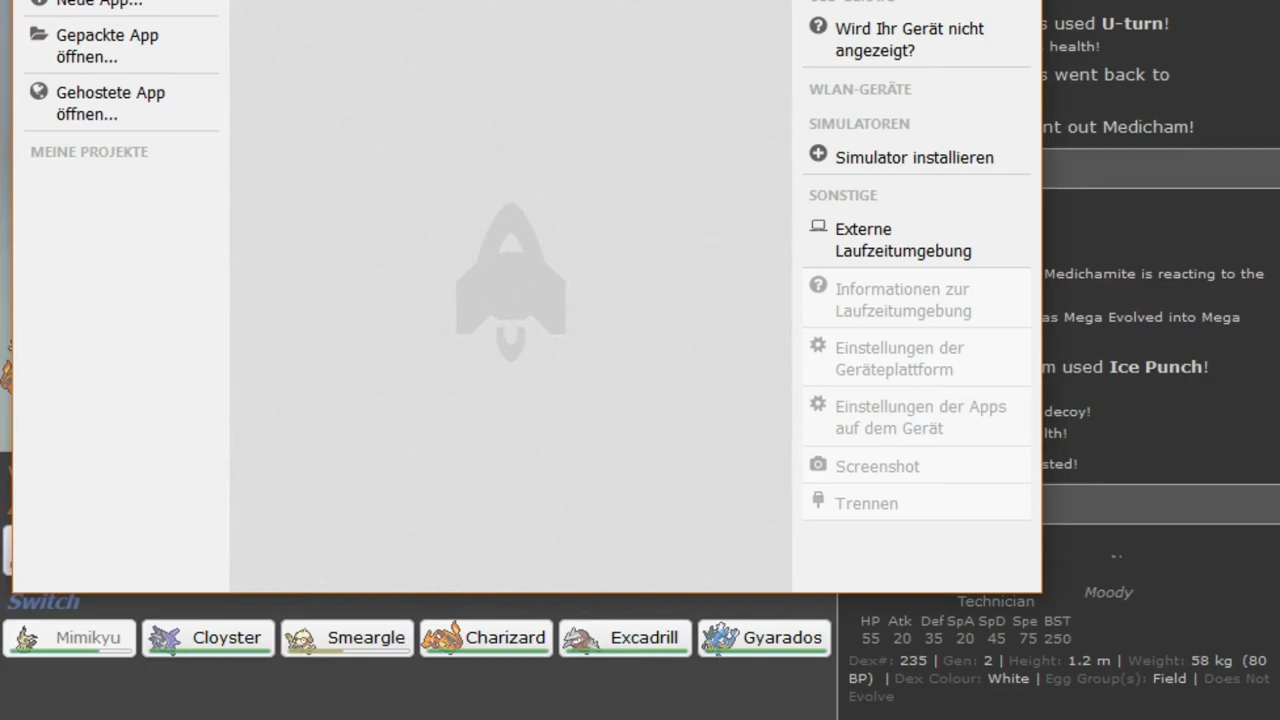 Neue App...
Gepackte App
öffnen...
Gehostete App
öffnen...
MEINE PROJEKTE
Wird Ihr Gerät nicht
angezeigt?
WLAN-GERÄTE
SIMULATOREN
Simulator installieren
SONSTIGE
Externe
Laufzeitumgebung
Informationen zur
Laufzeitumgebung
Einstellungen der
Geräteplattform
Einstellungen der Apps
auf dem Gerät
Screenshot
Trennen
s used U-turn!
health!
s went back to
nt out Medicham!
Medichamite is reacting to the
as Mega Evolved into Mega
m used Ice Punch!
decoy!
lth!
sted!
Switch
Mimikyu
Cloyster
Smeargle
Charizard
Excadrill
Gyarados
Moody
Technician
HP Atk Def SpA SpD Spe BST
55 20 35 20 45 75 250
Dex#: 235 | Gen: 2 | Height: 1.2 m | Weight: 58 kg (80
BP) | Dex Colour: White | Egg Group(s): Field | Does Not
Evolve